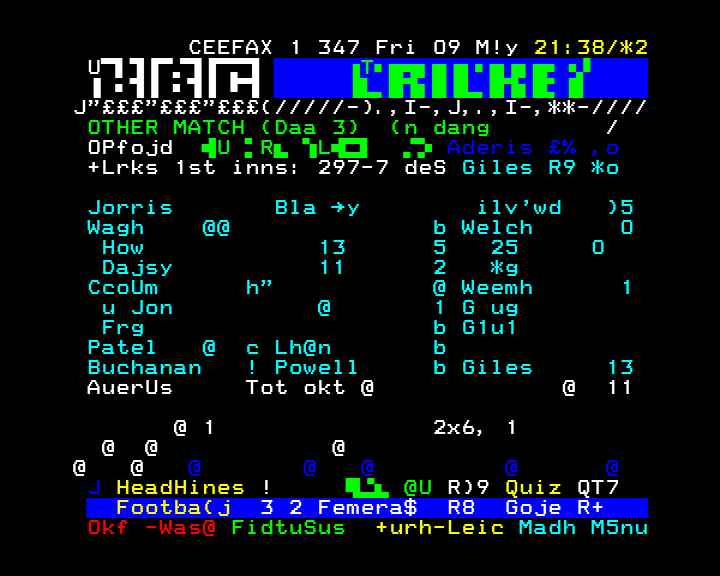 CEEFAX 1 347 Fri 09 M!y 21:38/*2
BBC CRICKET
J"£££"£££"£££(/////-).,I-,J,.,I-,**-////
OTHER MATCH (Daa 3) (n dang /
OPfojd U R L Aderis £% ,o
+Lrks 1st inns: 297-7 deS Giles R9 *o
Jorris Bla →y ilv'wd )5
Wagh @@ b Welch 0
How 13 5 25 0
Dajsy 11 2 *g
CcoUm h" @ Weemh 1
u Jon @ 1 G ug
Frg b G1u1
Patel @ c Lh@n b
Buchanan ! Powell b Giles 13
AuerUs Tot okt @ @ 11
@ 1 2x6, 1
@ @ @
@ @ @ @ @ @ @
J HeadHines ! @U R)9 Quiz QT7
Footba(j 3 2 Femera$ R8 Goje R+
Okf -Was@ FidtuSus +urh-Leic Madh M5nu